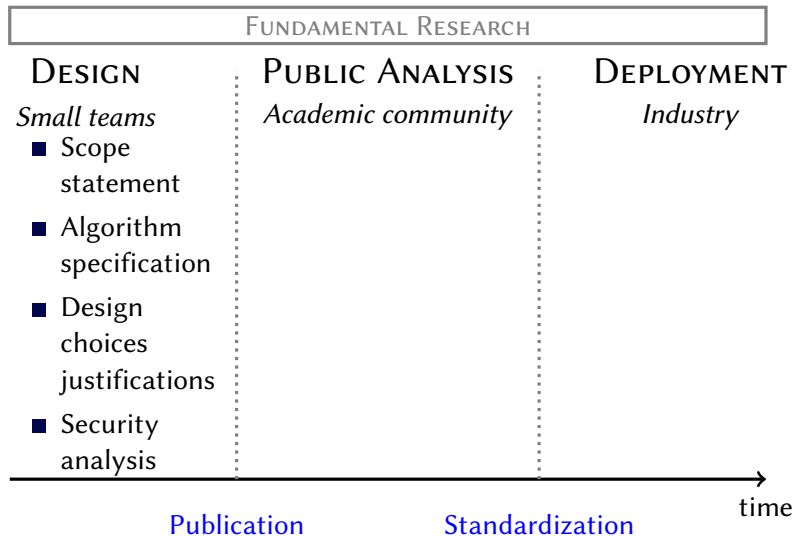 FUNDAMENTAL RESEARCH
DESIGN
Small teams
Scope
statement
Algorithm
specification
Design
choices
justifications
Security
analysis
PUBLIC ANALYSIS
Academic community
DEPLOYMENT
Industry
time
Publication
Standardization